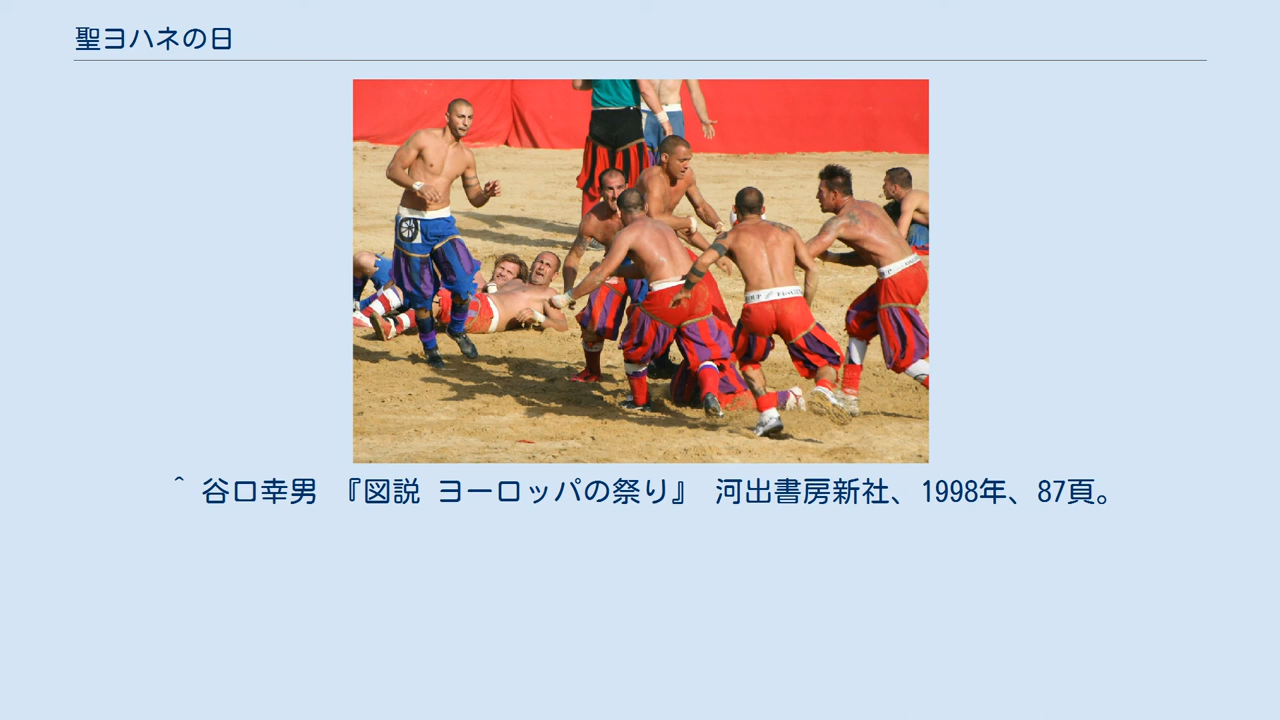 聖ヨハネの日
^ 谷口幸男 『図説 ヨーロッパの祭り』 河出書房新社、1998年、87頁。